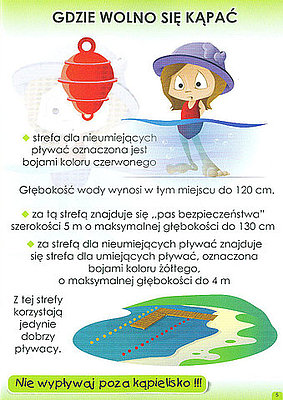 GDZIE WOLNO SIĘ KĄPAĆ
strefa dla nieumiejących
pływać oznaczona jest
bojami koloru czerwonego
Głębokość wody wynosi w tym miejscu do 120 cm.
za tą strefą znajduje się ,,pas bezpieczeństwa”
szerokości 5 m o maksymalnej głębokości do 130 cm
za strefą dla nieumiejących pływać znajduje
się strefa dla umiejących pływać, oznaczona
bojami koloru żółtego,
o maksymalnej głębokości do 4 m
Z tej strefy
korzystają
jedynie
dobrzy
pływacy.
Nie wypływaj poza kąpielisko !!!
5